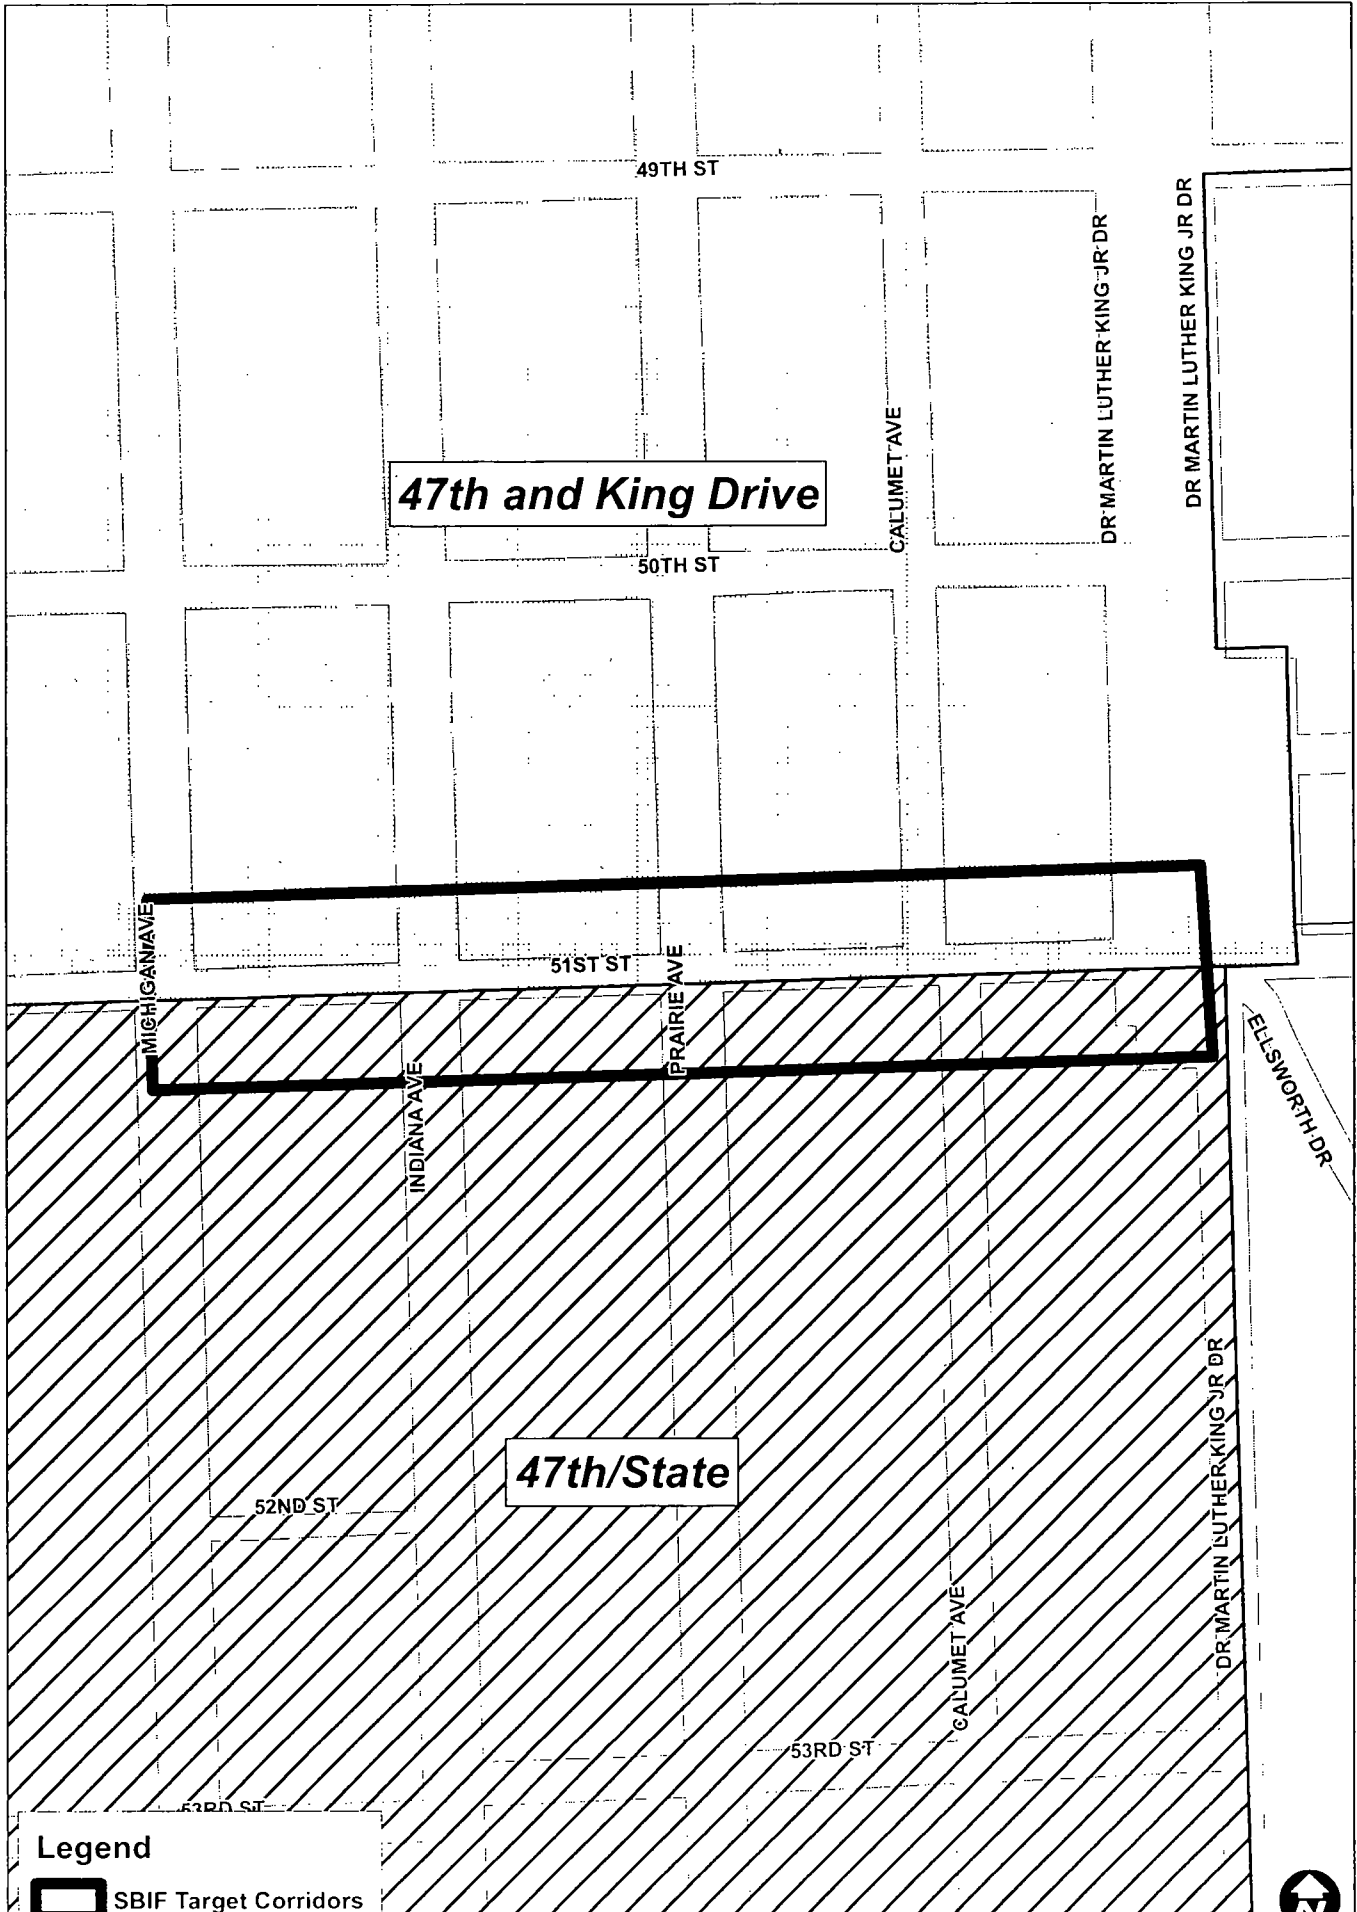 49TH ST
DR MARTIN LUTHER KING JR DR
DR MARTIN LUTHER KING JR DR
CALUMET AVE
47th and King Drive
50TH ST
MICHIGAN AVE
51ST ST
PRAIRIE AVE
INDIANA AVE
ELLSWORTH DR
DR MARTIN LUTHER KING JR DR
47th/State
52ND ST
CALUMET AVE
53RD ST
53RD ST
Legend
SBIF Target Corridors
N